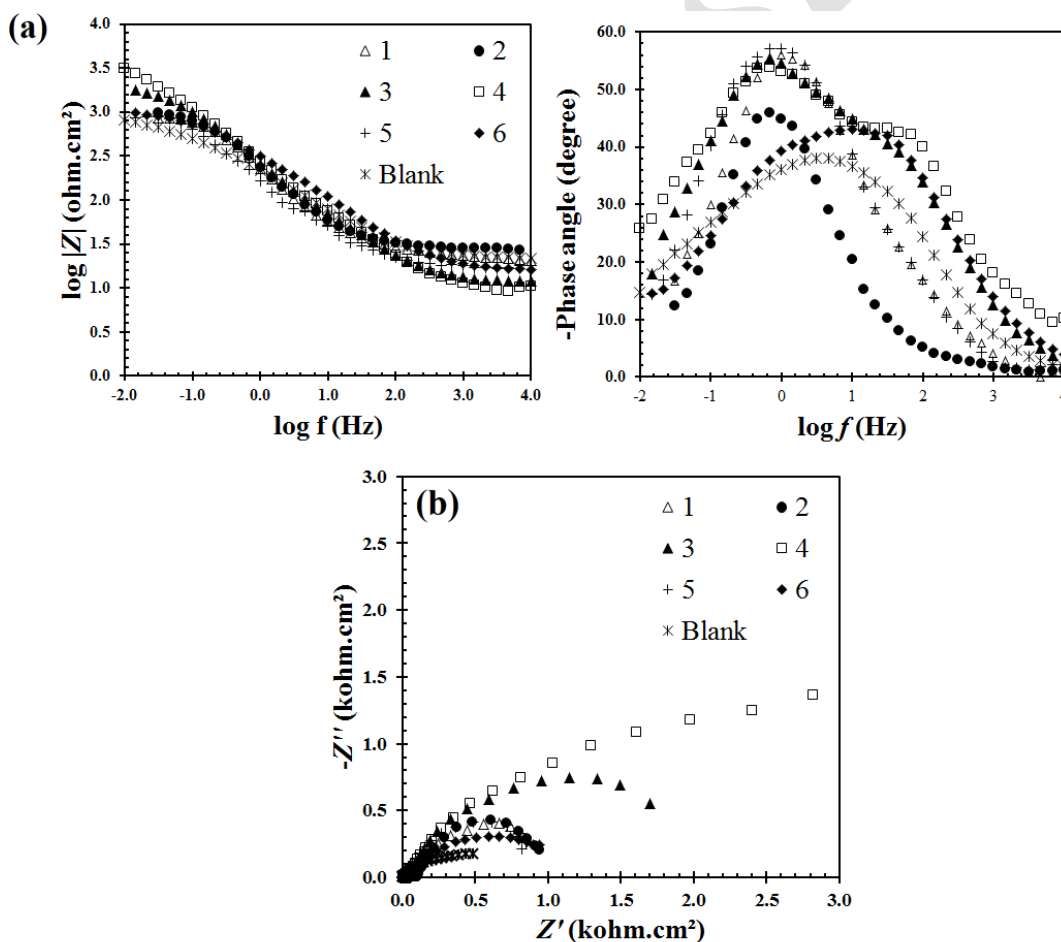 (a)
4.0
3.5
3.0
2.5
2.0
1.5
1.0
0.5
0.0
-2.0 -1.0 0.0 1.0 2.0 3.0 4.0
log |Z| (ohm.cm²)
log f (Hz)
1 2
3 4
5 6
Blank
60.0
50.0
40.0
30.0
20.0
10.0
0.0
-2 -1 0 1 2 3 4
-Phase angle (degree)
log f (Hz)
(b)
3.0
2.5
2.0
1.5
1.0
0.5
0.0
0.0 0.5 1.0 1.5 2.0 2.5 3.0
-Z'' (kohm.cm²)
Z' (kohm.cm²)
1 2
3 4
5 6
Blank